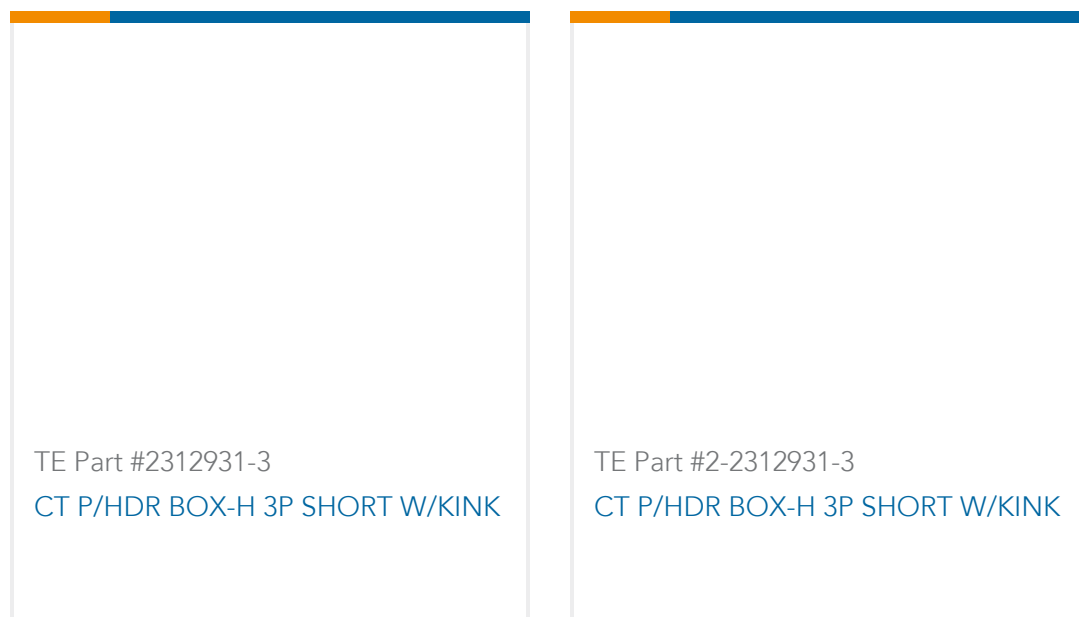 TE Part #2312931-3
CT P/HDR BOX-H 3P SHORT W/KINK
TE Part #2-2312931-3
CT P/HDR BOX-H 3P SHORT W/KINK